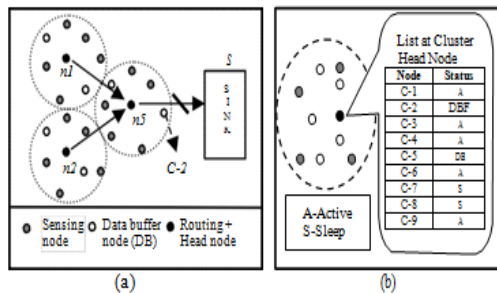 (a)
n1
n2
n5
C-2
S
S
I
N
K
Sensing node
Data buffer node (DB)
Routing + Head node
(a)
(b)
List at Cluster Head Node
Node Status
C-1 A
C-2 DBF
C-3 A
C-4 A
C-5 DB
C-6 A
C-7 S
C-8 S
C-9 A
A-Active
S-Sleep
(b)